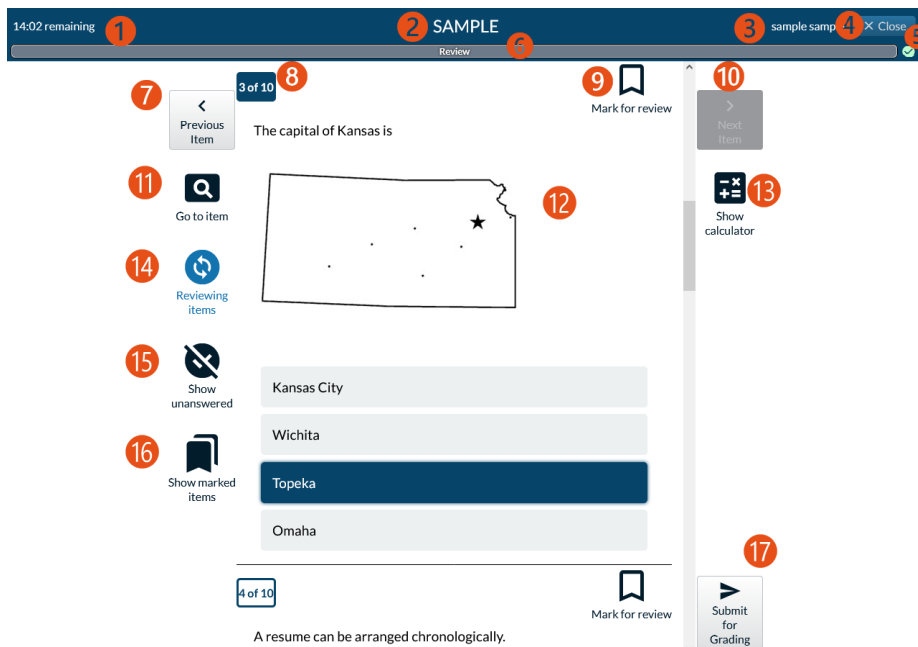 14:02 remaining
1
2
SAMPLE
3
sample samp
4
× Close
5
Review
6
7
3 of 10
8
9
10
Previous
Item
Mark for review
Next
Item
The capital of Kansas is
11
Go to item
12
13
Show
calculator
14
Reviewing
items
15
Show
unanswered
Kansas City
Wichita
16
Show marked
items
Topeka
Omaha
17
4 of 10
Mark for review
Submit
for
Grading
A resume can be arranged chronologically.